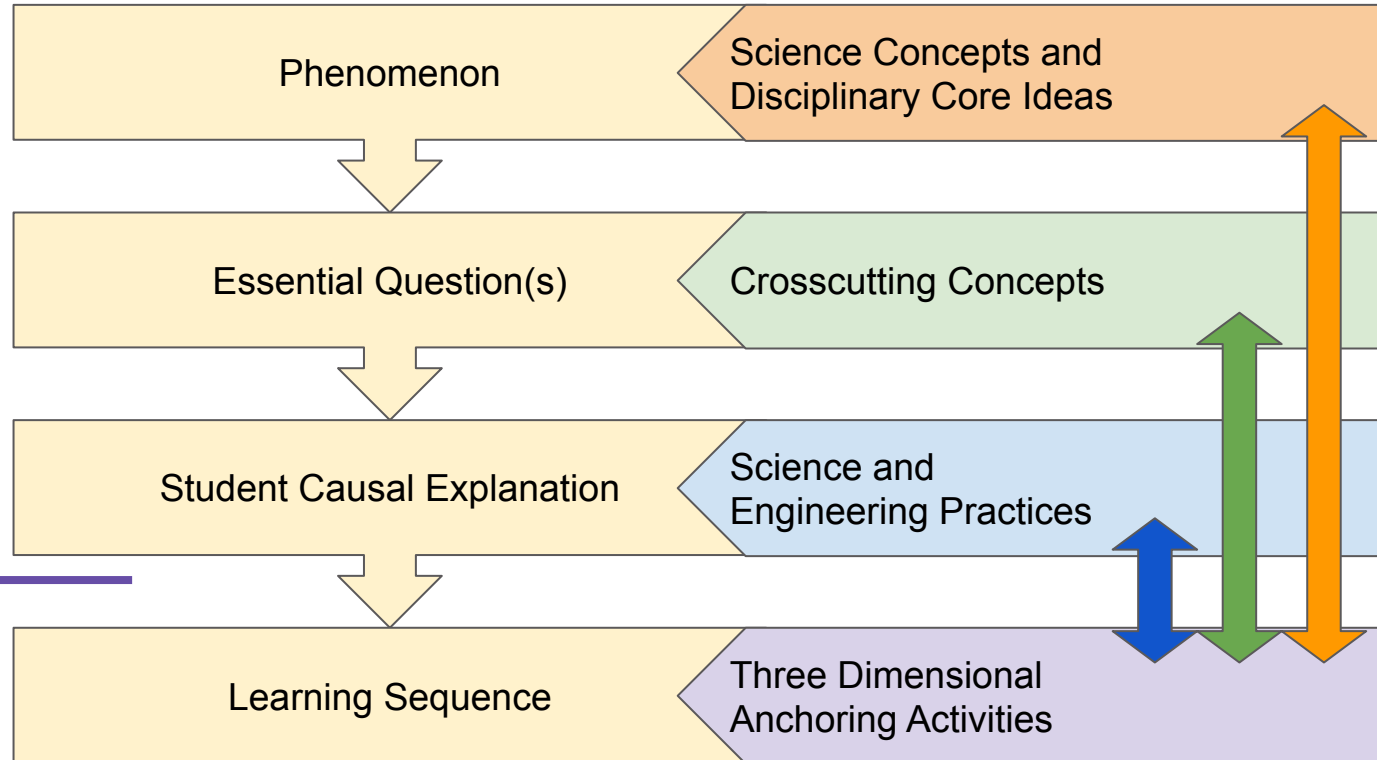 Phenomenon
Science Concepts and
Disciplinary Core Ideas
Essential Question(s)
Crosscutting Concepts
Student Causal Explanation
Science and
Engineering Practices
Learning Sequence
Three Dimensional
Anchoring Activities